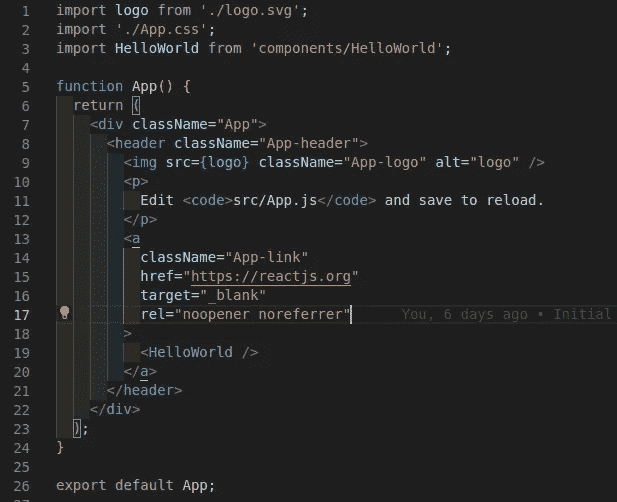 1 import logo from './logo.svg';
2 import './App.css';
3 import HelloWorld from 'components/HelloWorld';
4
5 function App() {
6   return (
7     <div className="App">
8       <header className="App-header">
9         <img src={logo} className="App-logo" alt="logo" />
10         <p>
11           Edit <code>src/App.js</code> and save to reload.
12         </p>
13         <a
14           className="App-link"
15           href="https://reactjs.org"
16           target="_blank"
17           rel="noopener noreferrer" You, 6 days ago • Initial
18         >
19           <HelloWorld />
20         </a>
21       </header>
22     </div>
23   );
24 }
25
26 export default App;
27